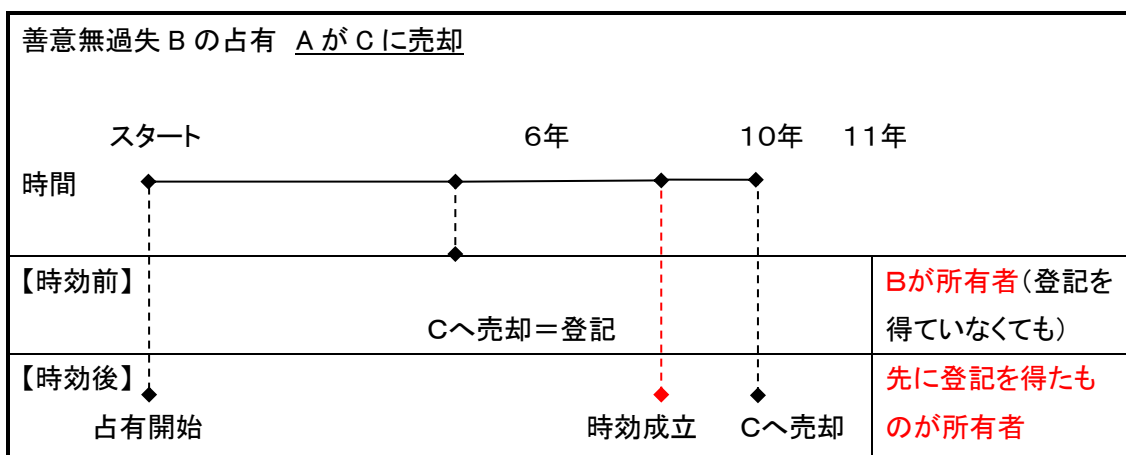 善意無過失 B の占有 A が C に売却
スタート 6年 10年 11年
時間
【時効前】 Bが所有者(登記を
得ていなくても)
Cへ売却=登記
【時効後】 先に登記を得たも
のが所有者
占有開始 時効成立 Cへ売却